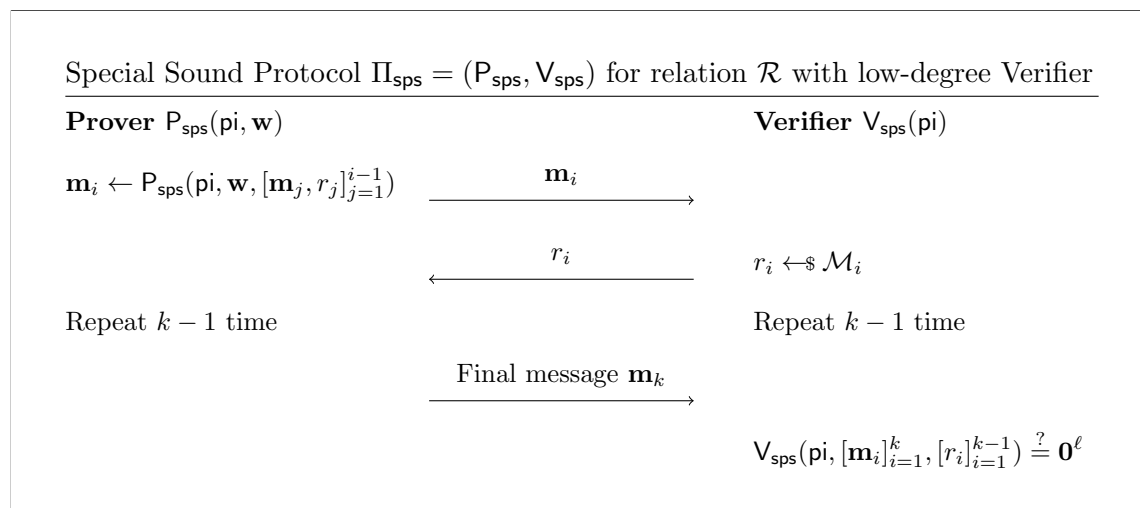 Special Sound Protocol Π_sps = (P_sps, V_sps) for relation ℛ with low-degree Verifier
Prover P_sps(pi, w) Verifier V_sps(pi)
m_i ← P_sps(pi, w, [m_j, r_j]_{j=1}^{i−1}) m_i
r_i r_i ←$ ℳ_i
Repeat k − 1 time Repeat k − 1 time
Final message m_k
V_sps(pi, [m_i]_{i=1}^{k}, [r_i]_{i=1}^{k−1}) ≟ 0^ℓ